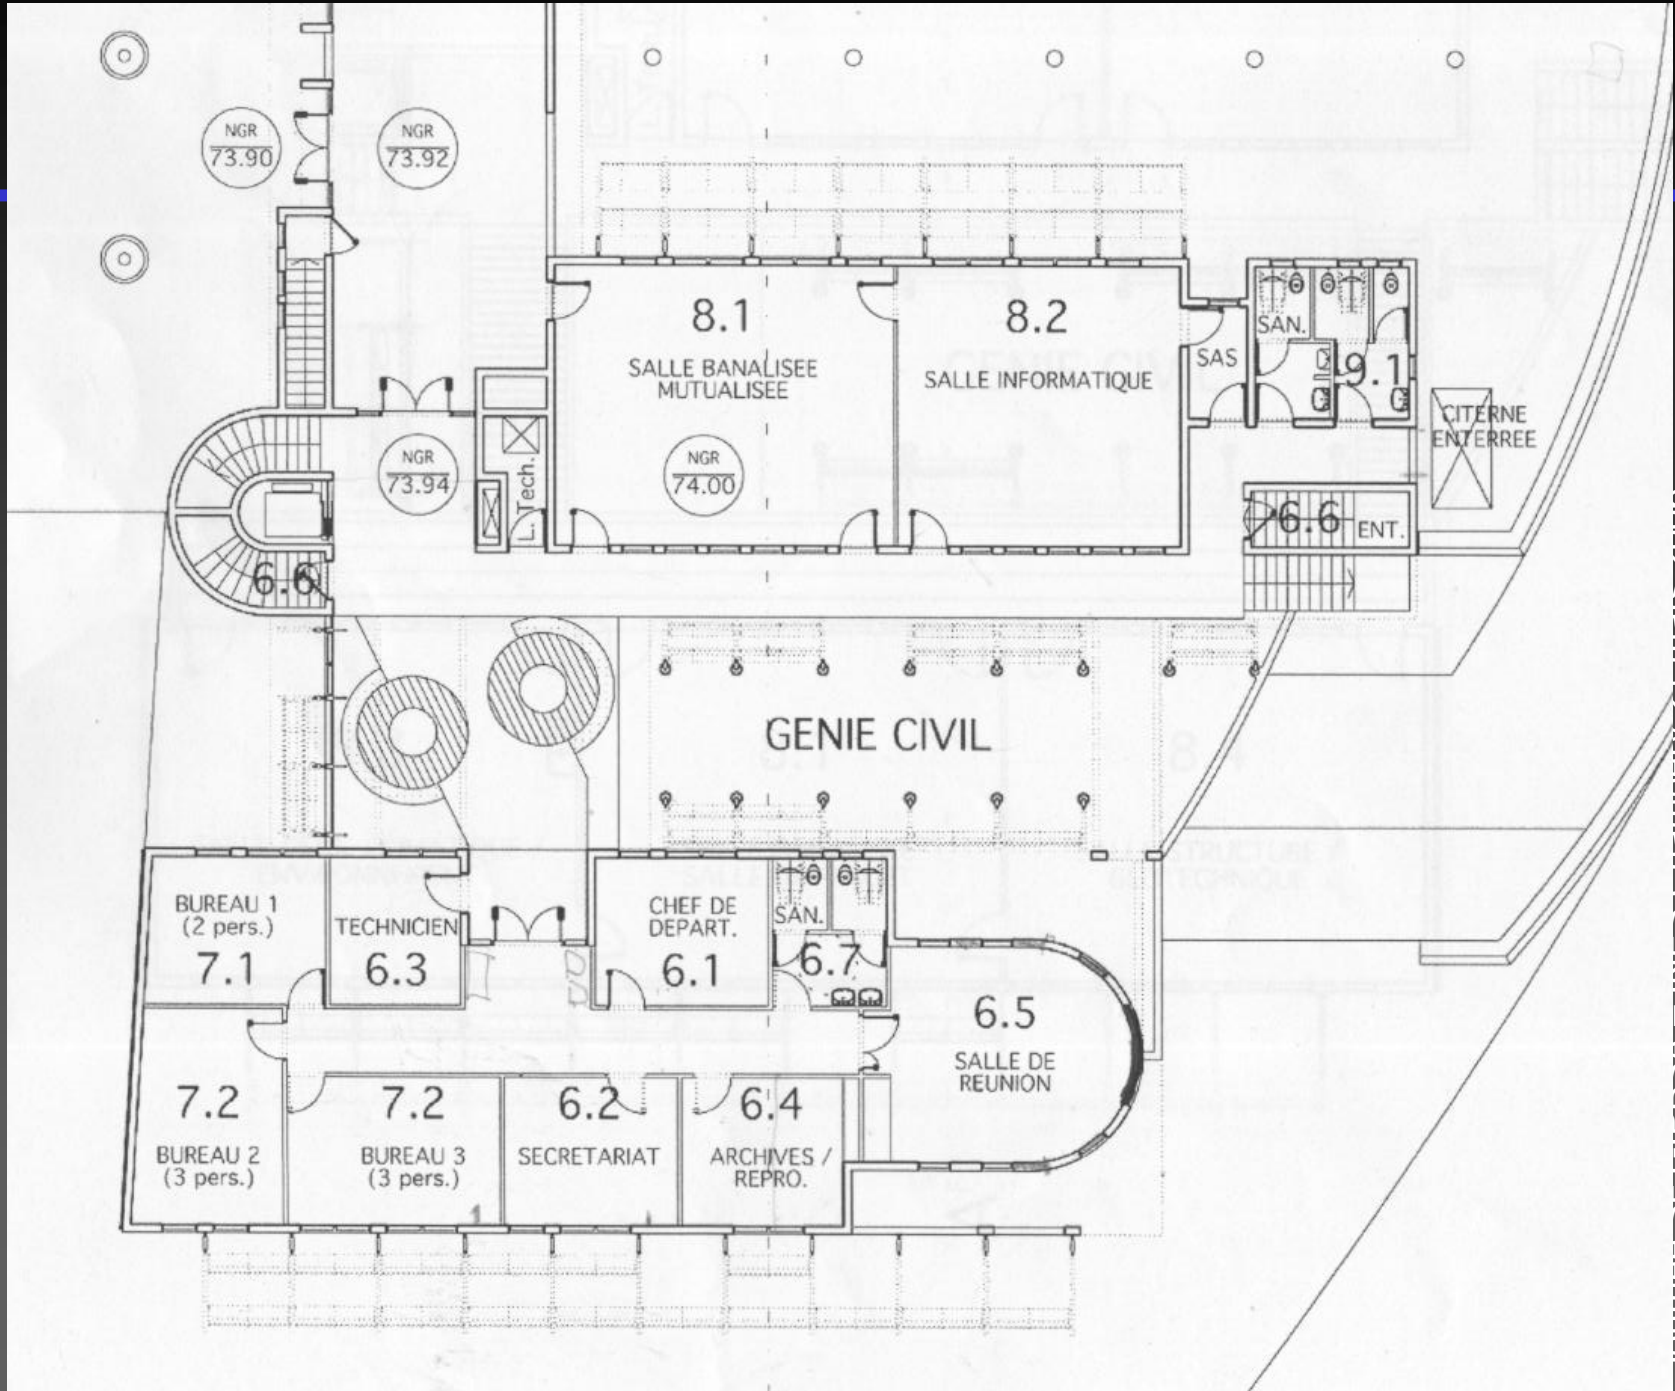 NGR
73.90
NGR
73.92
8.1
SALLE BANALISEE
MUTUALISEE
8.2
SALLE INFORMATIQUE
SAN.
SAS
9.1
CITERNE
ENTERREE
NGR
73.94
L. Tech.
NGR
74.00
6.6
ENT.
6.6
GENIE CIVIL
BUREAU 1
(2 pers.)
7.1
TECHNICIEN
6.3
CHEF DE
DEPART.
6.1
SAN.
6.7
6.5
SALLE DE
REUNION
7.2
BUREAU 2
(3 pers.)
7.2
BUREAU 3
(3 pers.)
6.2
SECRETARIAT
6.4
ARCHIVES /
REPRO.